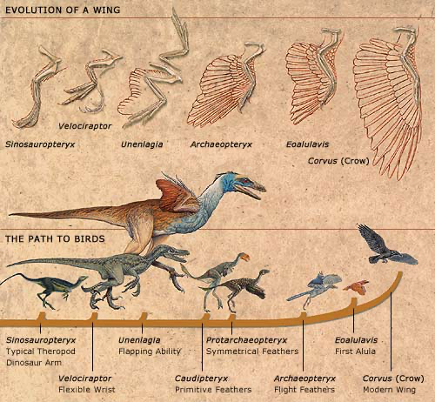 EVOLUTION OF A WING
Velociraptor
Sinosauropteryx
Unenlagia
Archaeopteryx
Eoalulavis
Corvus (Crow)
THE PATH TO BIRDS
Sinosauropteryx
Typical Theropod
Dinosaur Arm
Unenlagia
Flapping Ability
Protarchaeopteryx
Symmetrical Feathers
Eoalulavis
First Alula
Velociraptor
Flexible Wrist
Caudipteryx
Primitive Feathers
Archaeopteryx
Flight Feathers
Corvus (Crow)
Modern Wing